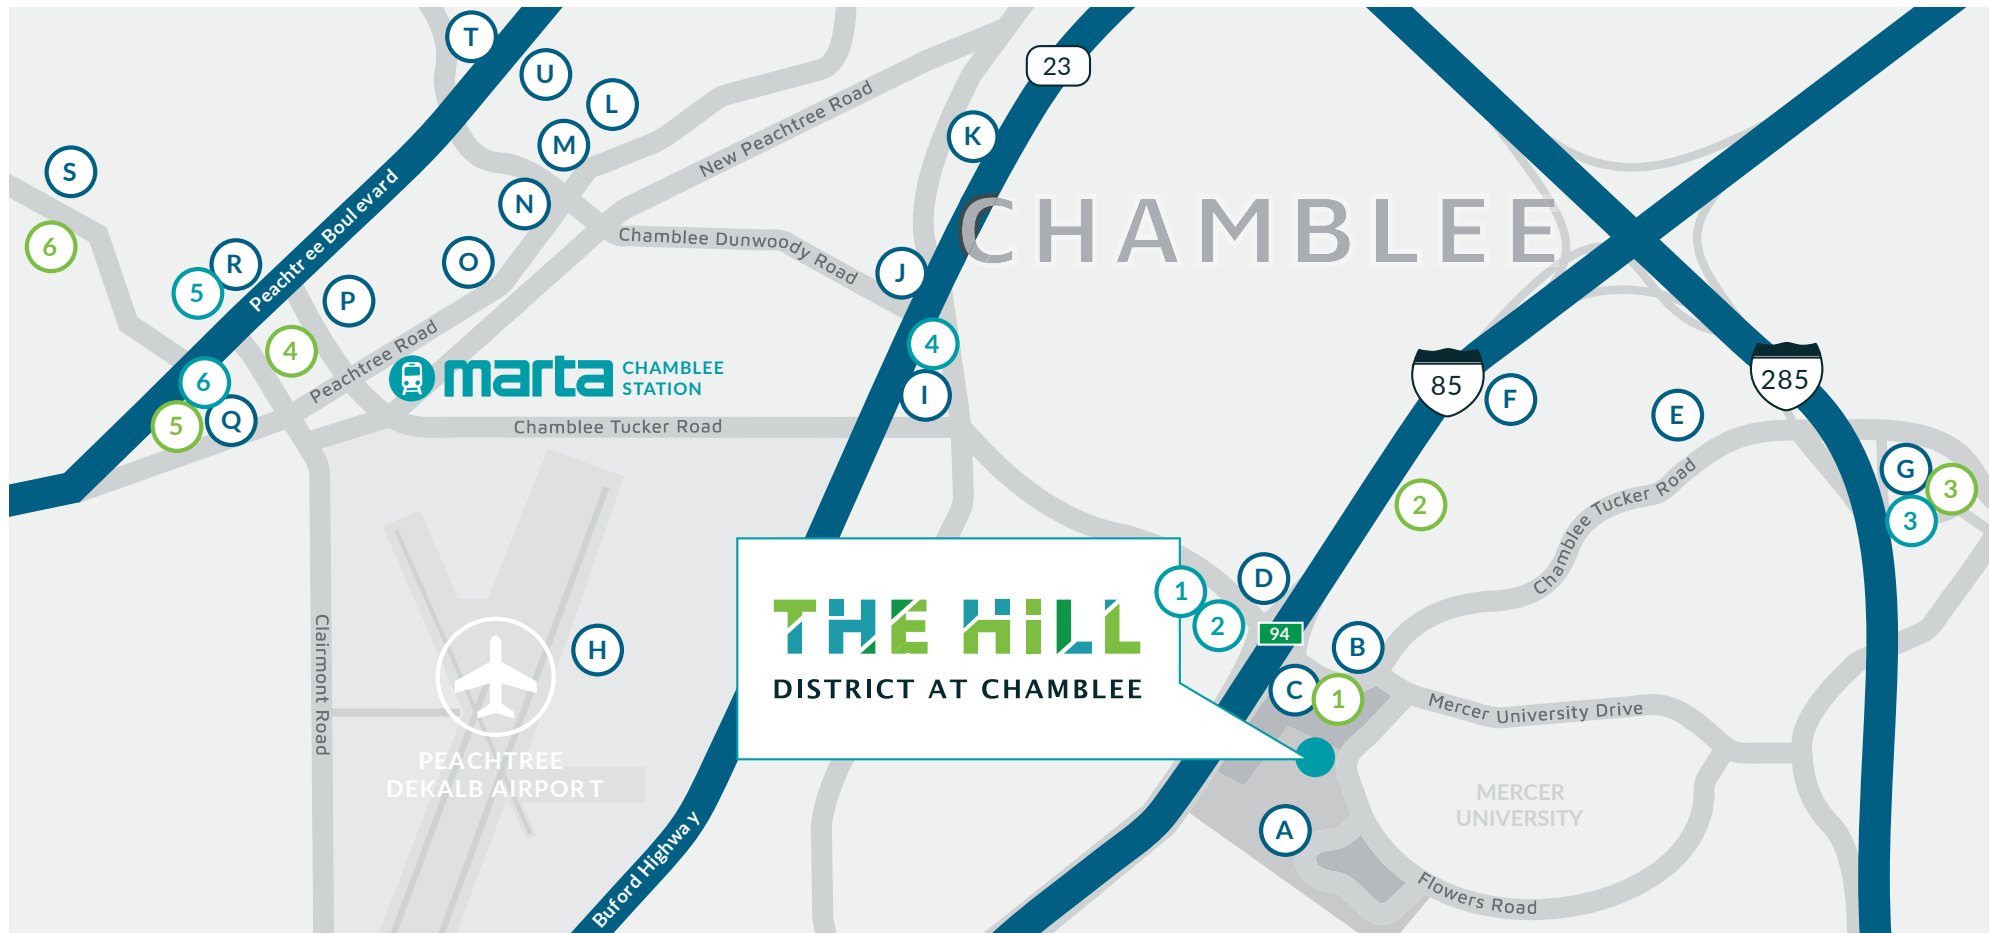 T
U
L
23
M
K
S
New Peachtree Road
N
CHAMBLEE
6
R
O
Chamblee Dunwoody Road
J
Peachtree Boulevard
5
P
4
4
Peachtree Road
marta
CHAMBLEE
STATION
6
5
Q
I
85
285
F
E
Chamblee Tucker Road
G
3
3
2
Chamblee Tucker Road
D
1
2
94
THE HILL
DISTRICT AT CHAMBLEE
B
C
1
Clairmont Road
H
Mercer University Drive
PEACHTREE
DEKALB AIRPORT
MERCER
UNIVERSITY
A
Buford Highway
Flowers Road